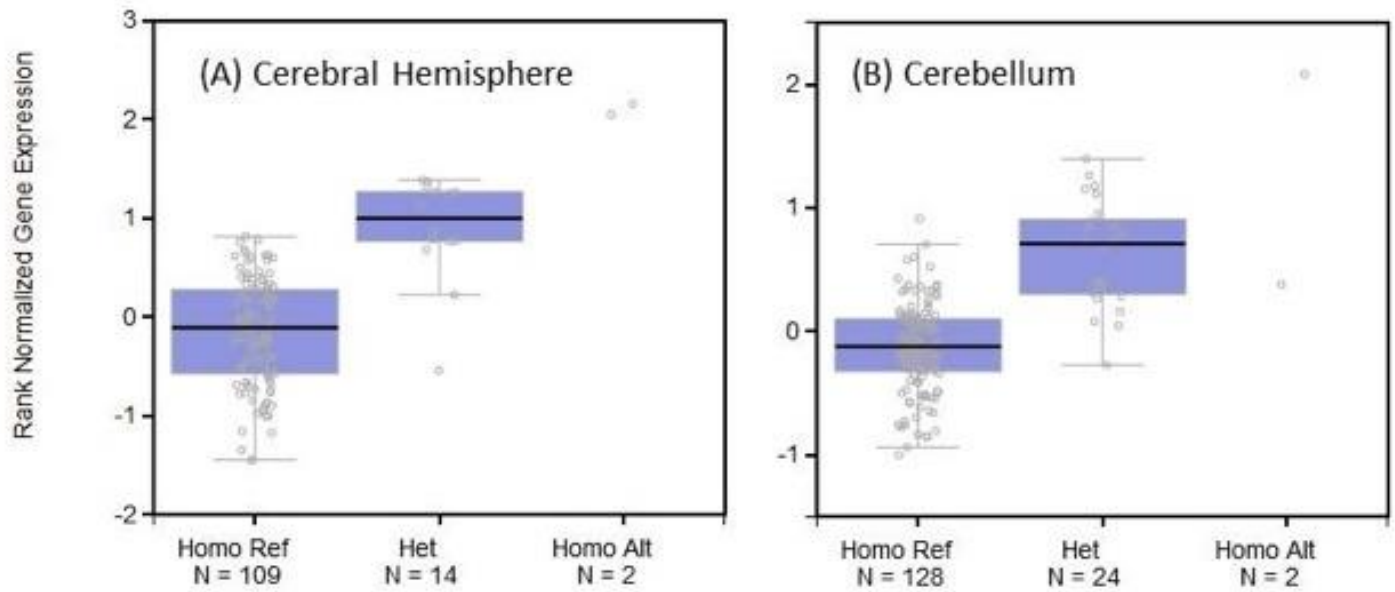 Rank Normalized Gene Expression
(A) Cerebral Hemisphere
3
2
1
0
-1
-2
Homo Ref
N = 109
Het
N = 14
Homo Alt
N = 2
(B) Cerebellum
2
1
0
-1
Homo Ref
N = 128
Het
N = 24
Homo Alt
N = 2